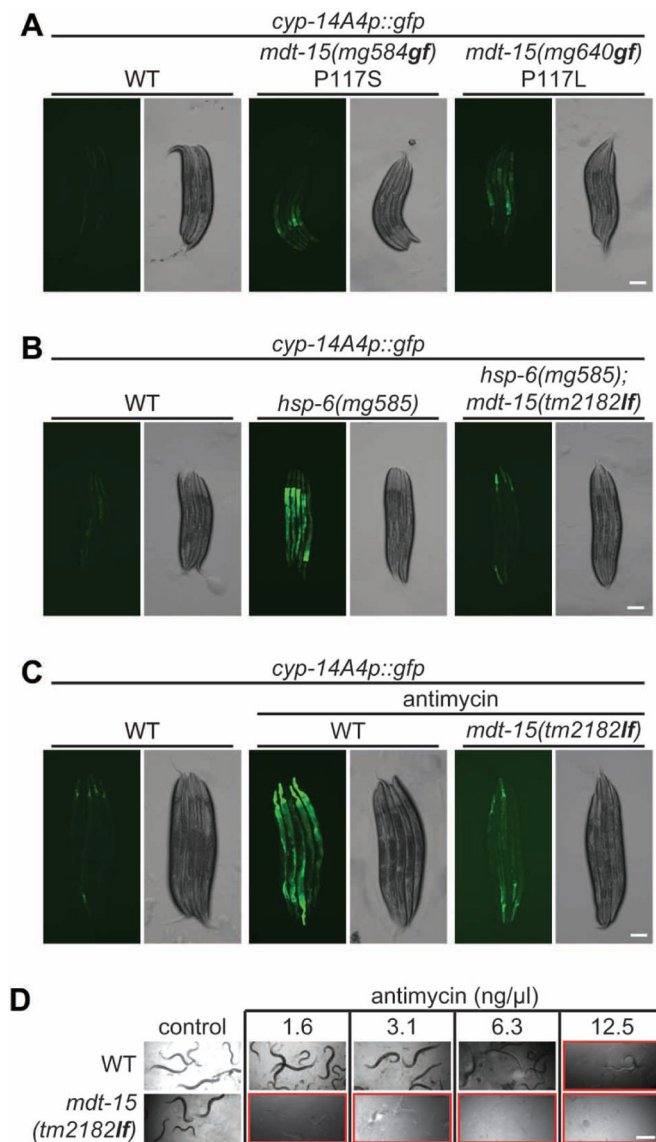 A
cyp-14A4p::gfp
mdt-15(mg584gf) mdt-15(mg640gf)
WT P117S P117L
B
cyp-14A4p::gfp
hsp-6(mg585);
WT hsp-6(mg585) mdt-15(tm2182lf)
C
cyp-14A4p::gfp
antimycin
WT WT mdt-15(tm2182lf)
D
antimycin (ng/µl)
control 1.6 3.1 6.3 12.5
WT
mdt-15
(tm2182lf)